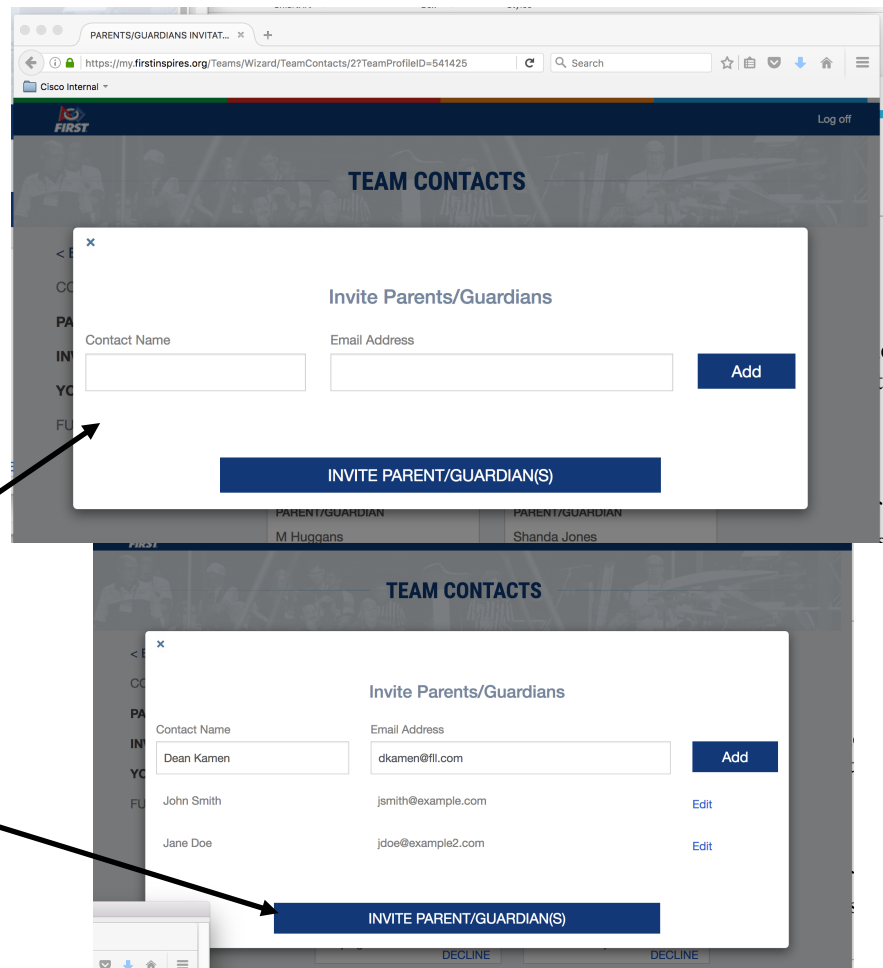 PARENTS/GUARDIANS INVITAT...
https://my.firstinspires.org/Teams/Wizard/TeamContacts/2?TeamProfileID=541425
Search
Cisco Internal
FIRST
Log off
TEAM CONTACTS
Invite Parents/Guardians
Contact Name Email Address
Add
INVITE PARENT/GUARDIAN(S)
PARENT/GUARDIAN PARENT/GUARDIAN
M Huggans Shanda Jones
FIRST
TEAM CONTACTS
Invite Parents/Guardians
Contact Name Email Address
Dean Kamen dkamen@fll.com Add
John Smith jsmith@example.com Edit
Jane Doe jdoe@example2.com Edit
INVITE PARENT/GUARDIAN(S)
DECLINE DECLINE